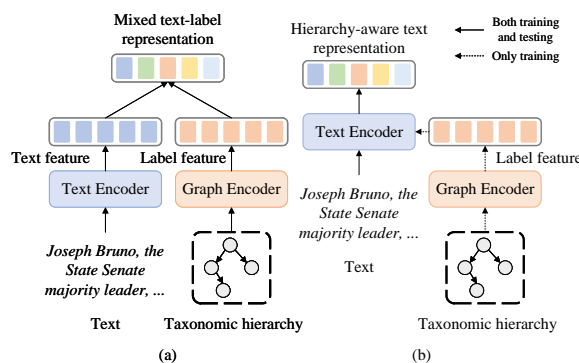 Mixed text-label
representation
Text feature
Label feature
Text Encoder
Graph Encoder
Joseph Bruno, the
State Senate
majority leader, ...
Text
Taxonomic hierarchy
(a)
Hierarchy-aware text
representation
Both training
and testing
Only training
Text Encoder
Label feature
Graph Encoder
Joseph Bruno, the
State Senate
majority leader, ...
Text
Taxonomic hierarchy
(b)